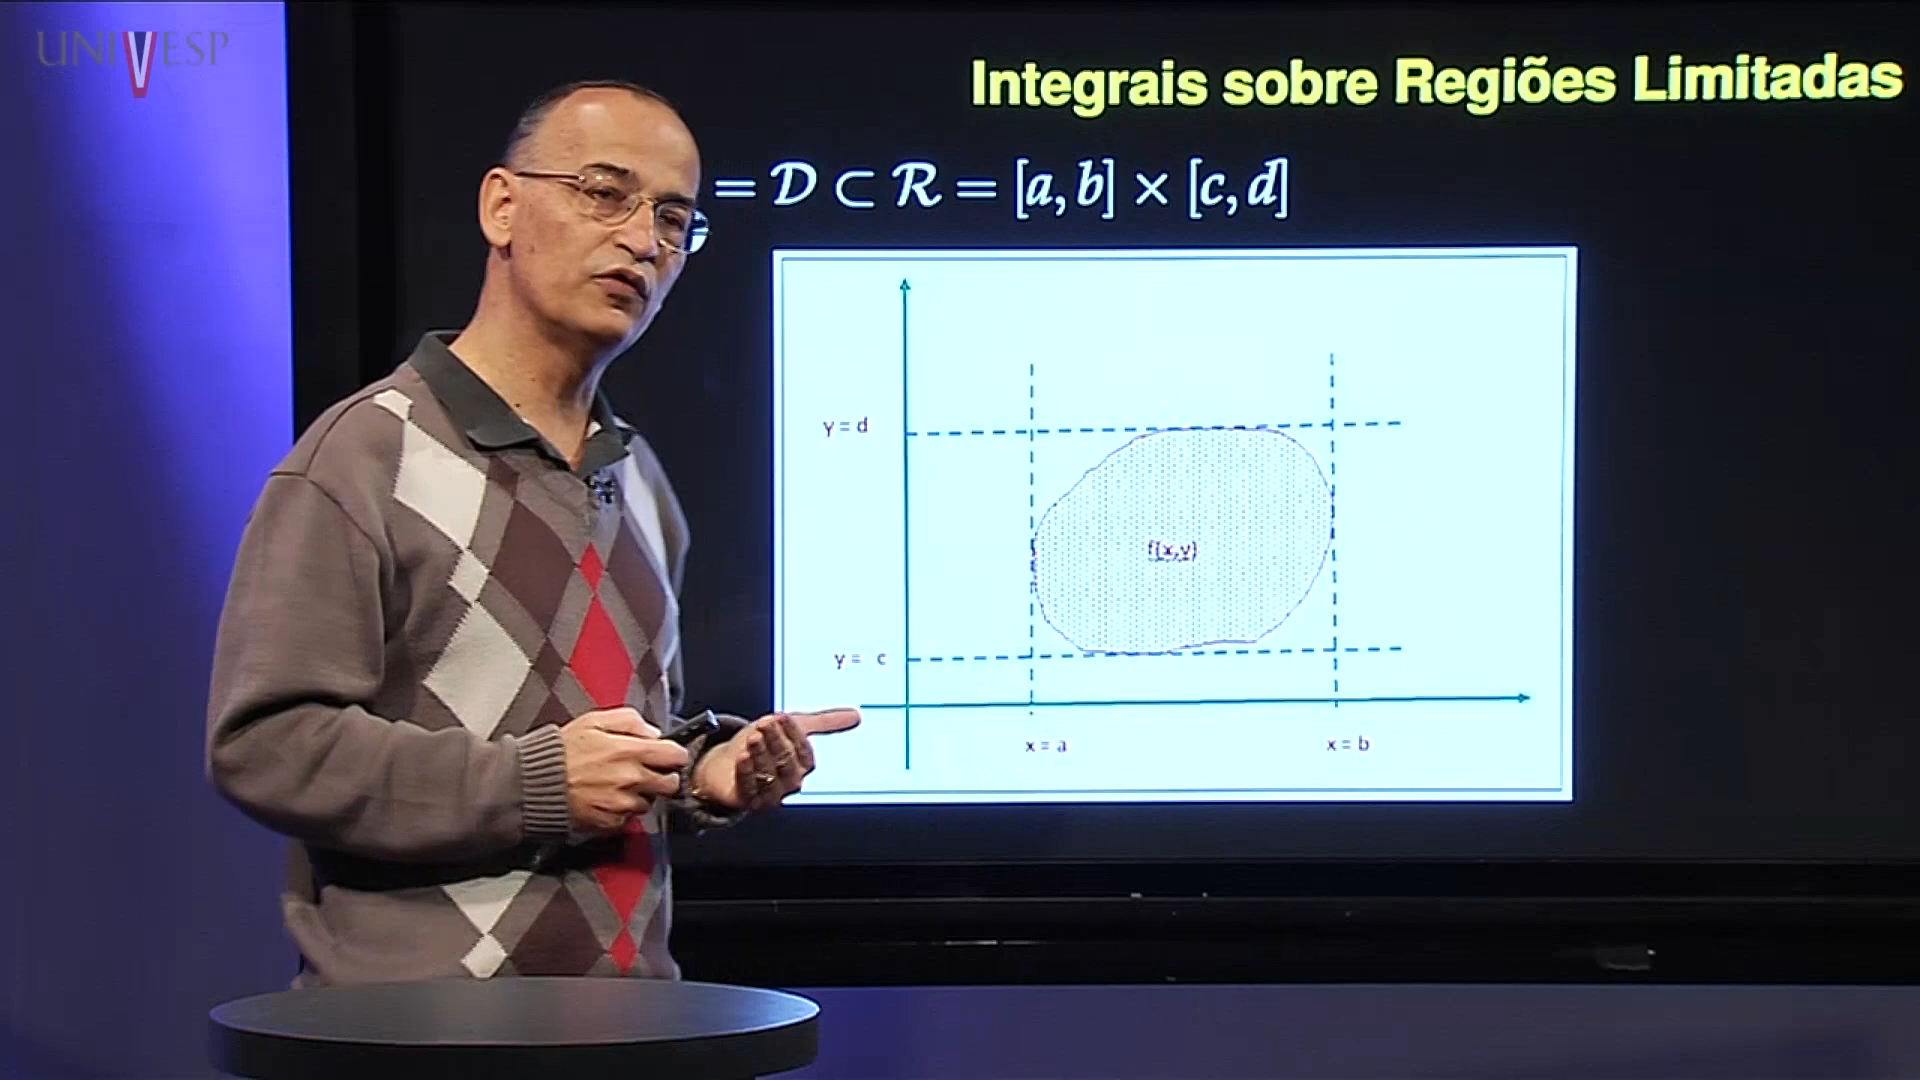 UNIVESP
Integrais sobre Regiões Limitadas
= D ⊂ R = [a, b] × [c, d]
y = d
f(x,y)
y = c
x = a x = b